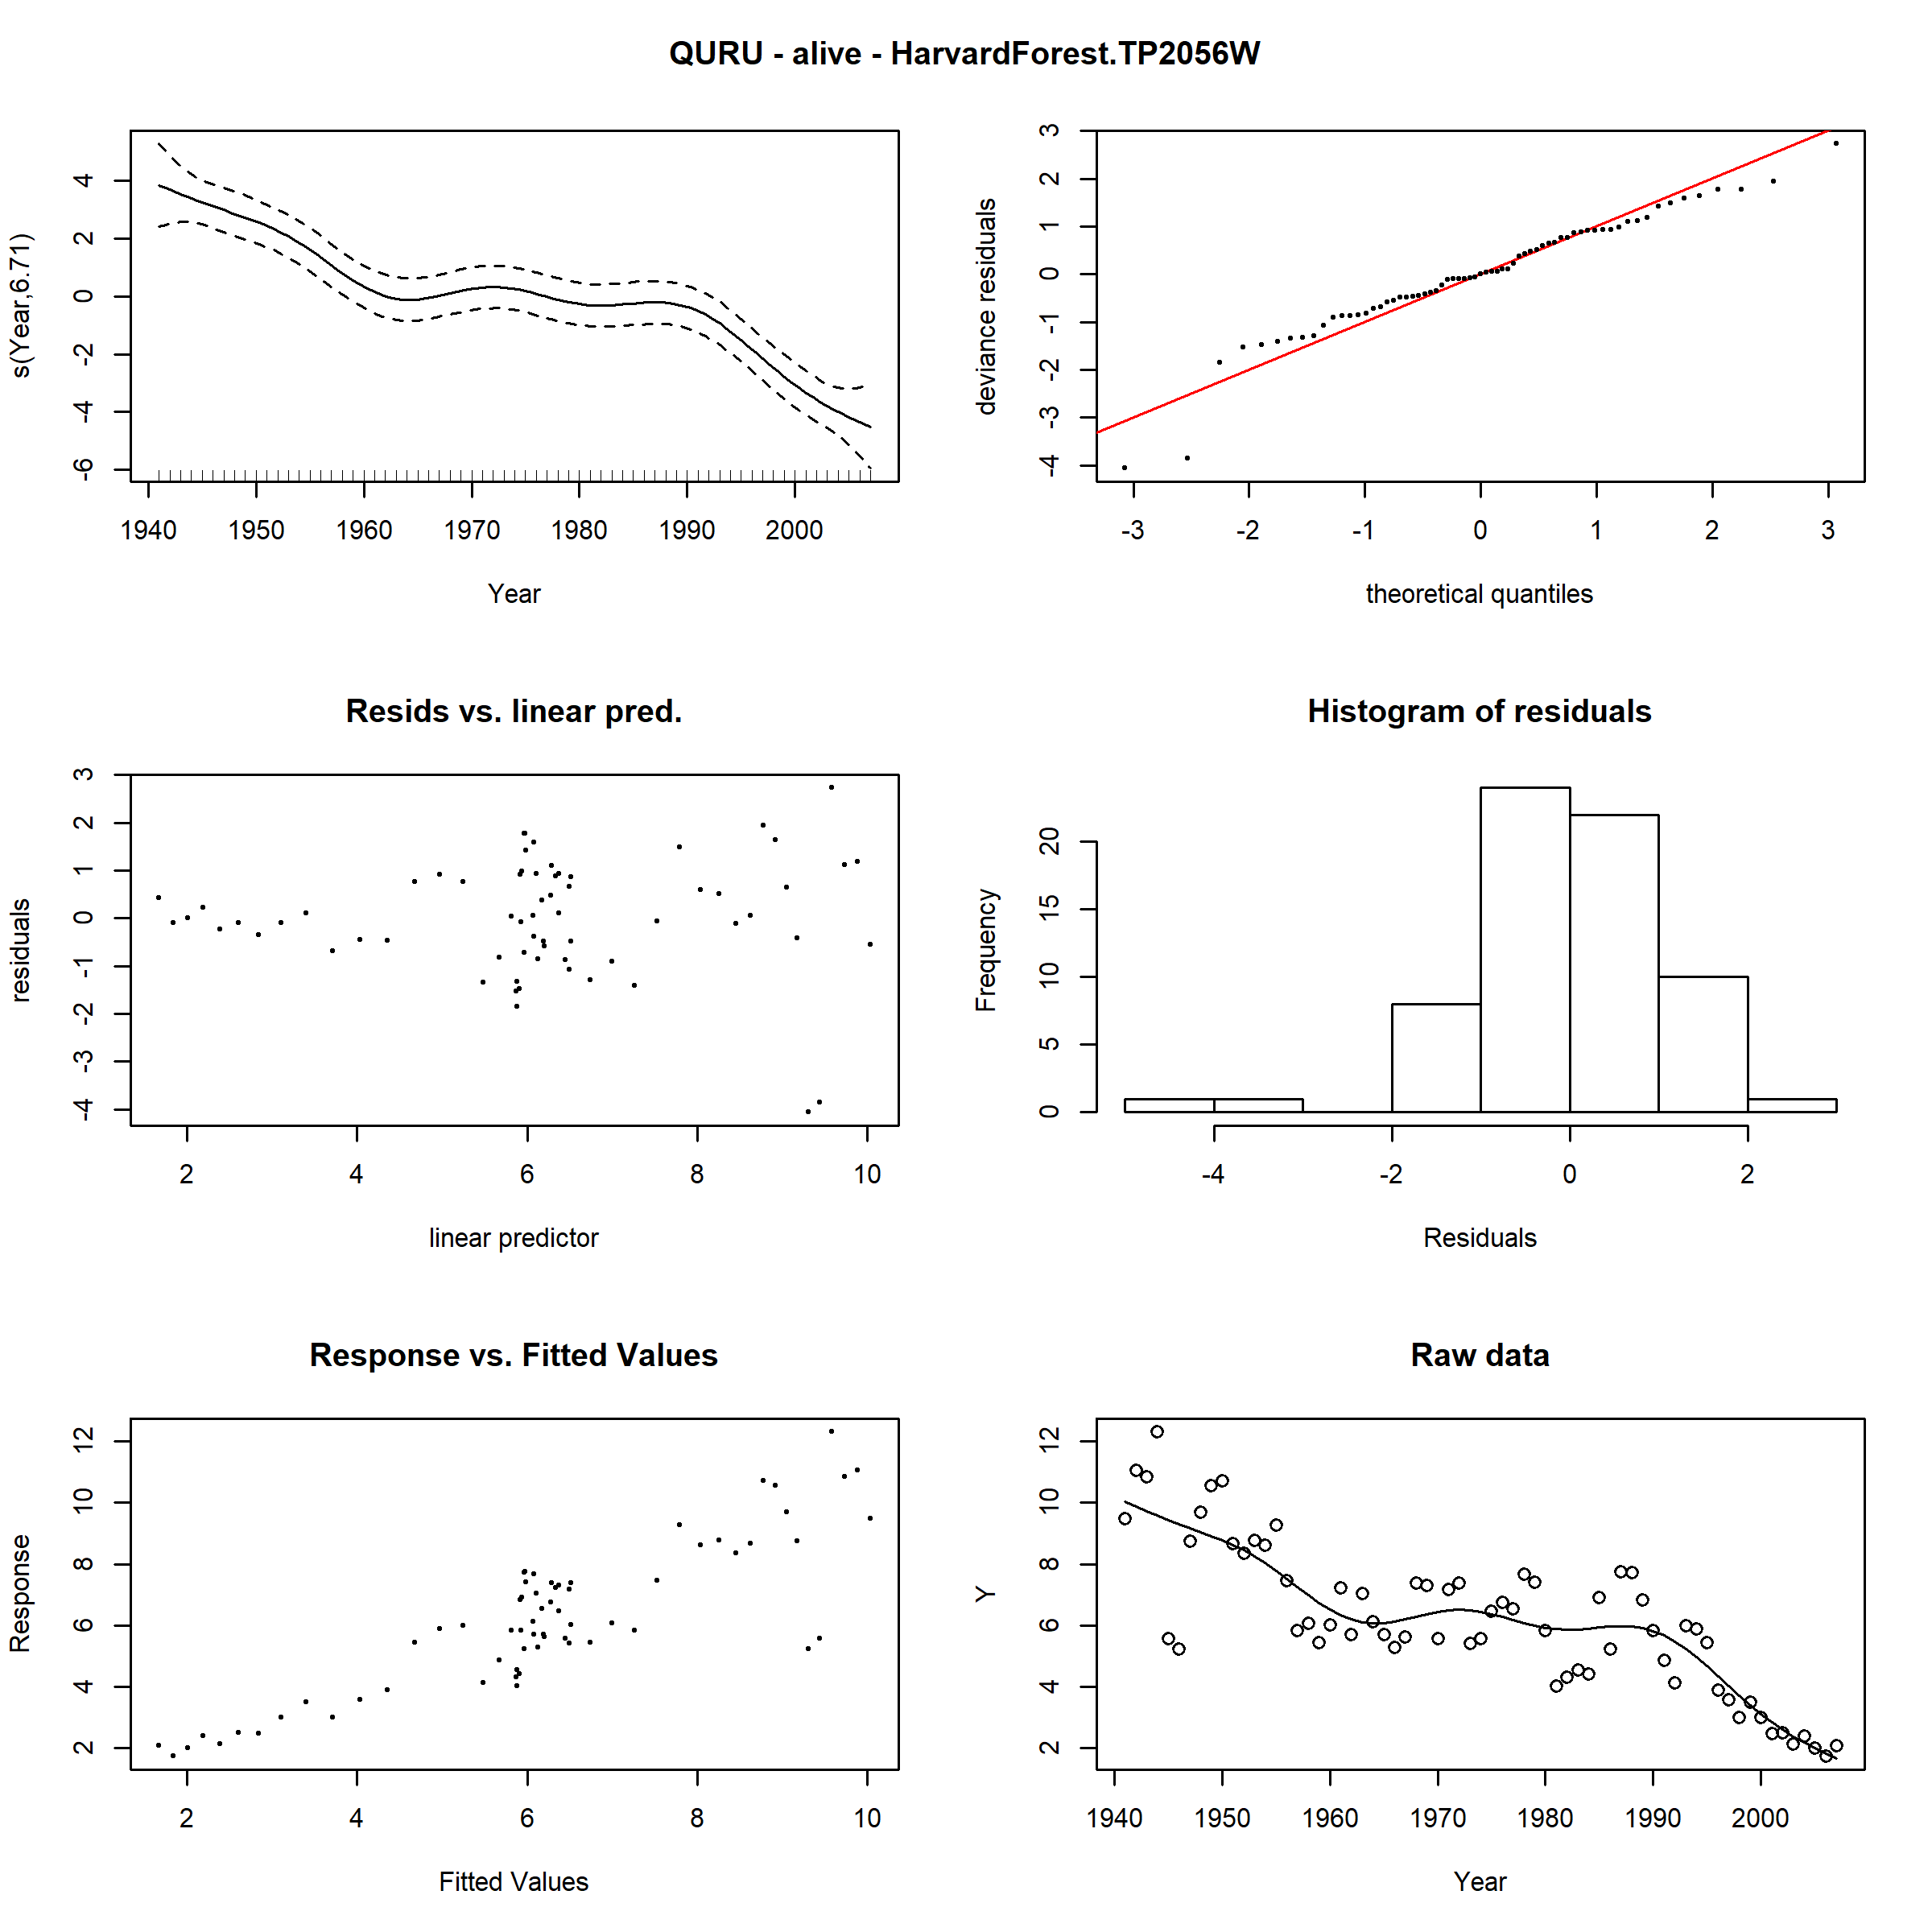 QURU - alive - HarvardForest.TP2056W
s(Year,6.71)
4
2
0
-2
-4
-6
1940 1950 1960 1970 1980 1990 2000
Year
deviance residuals
3
2
1
0
-1
-2
-3
-4
-3 -2 -1 0 1 2 3
theoretical quantiles
Resids vs. linear pred.
residuals
3
2
1
0
-1
-2
-3
-4
2 4 6 8 10
linear predictor
Histogram of residuals
Frequency
20
15
10
5
0
-4 -2 0 2
Residuals
Response vs. Fitted Values
Response
12
10
8
6
4
2
2 4 6 8 10
Fitted Values
Raw data
Y
12
10
8
6
4
2
1940 1950 1960 1970 1980 1990 2000
Year